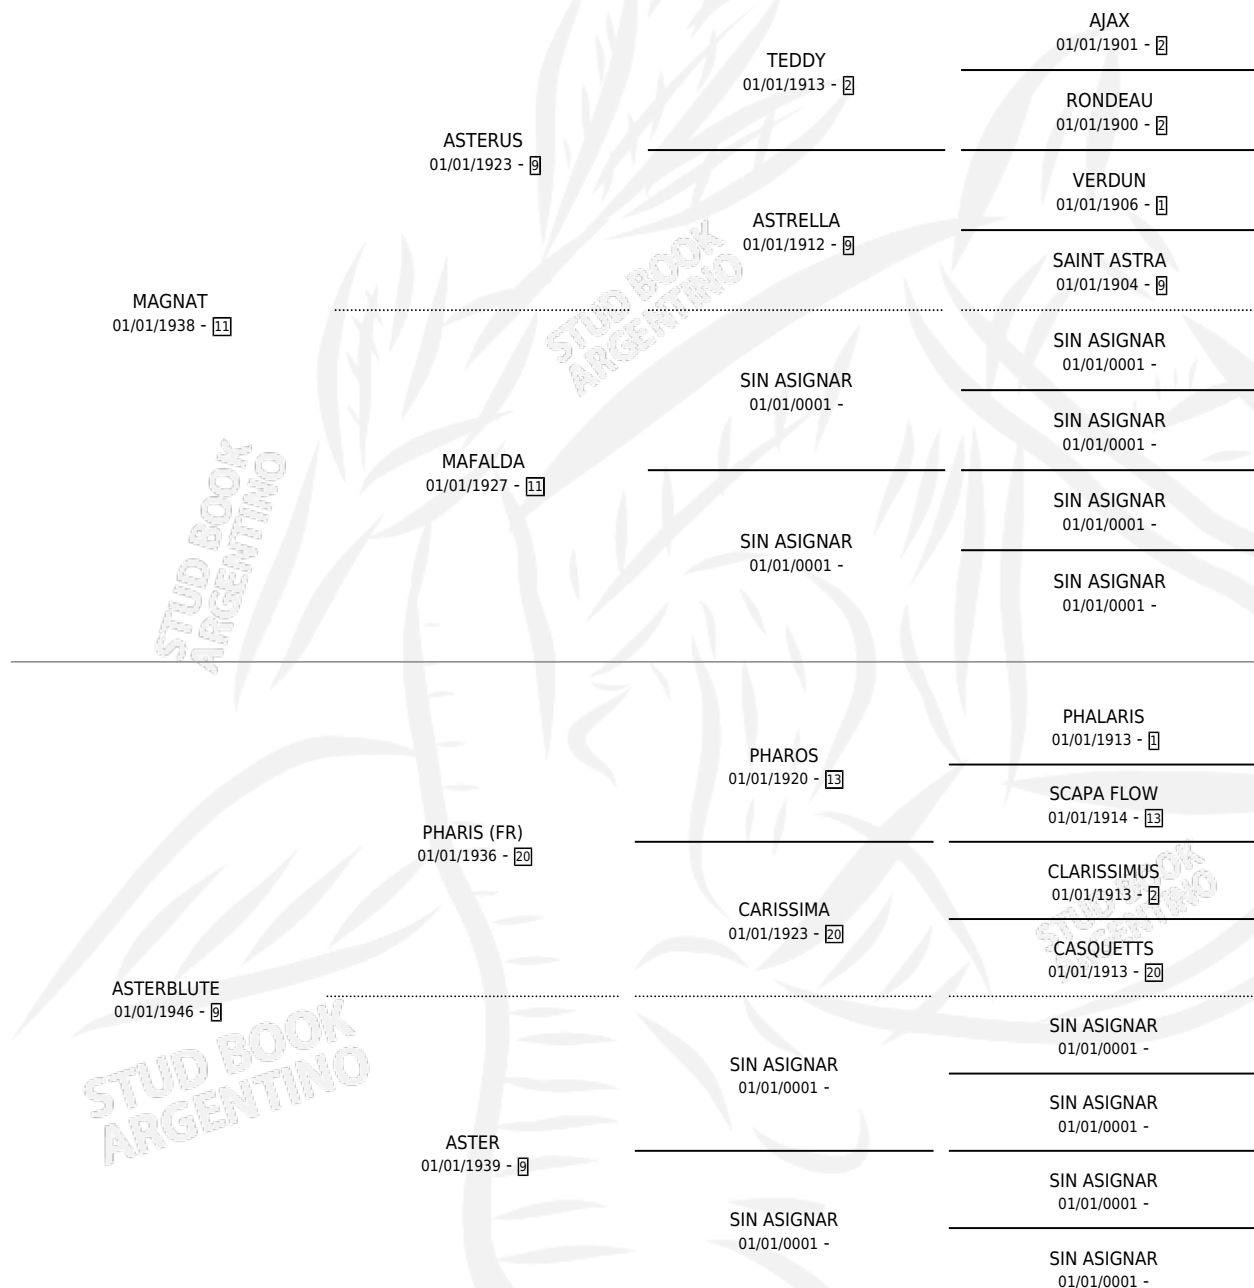 AJAX
01/01/1901 - 2
TEDDY
01/01/1913 - 2
RONDEAU
01/01/1900 - 2
ASTERUS
01/01/1923 - 9
VERDUN
01/01/1906 - 1
ASTRELLA
01/01/1912 - 9
SAINT ASTRA
01/01/1904 - 9
STUD BOOK
ARGENTINO
MAGNAT
01/01/1938 - 11
SIN ASIGNAR
01/01/0001 -
SIN ASIGNAR
01/01/0001 -
SIN ASIGNAR
01/01/0001 -
MAFALDA
01/01/1927 - 11
SIN ASIGNAR
01/01/0001 -
SIN ASIGNAR
01/01/0001 -
SIN ASIGNAR
01/01/0001 -
STUD BOOK
ARGENTINO
PHALARIS
01/01/1913 - 1
PHAROS
01/01/1920 - 13
SCAPA FLOW
01/01/1914 - 13
PHARIS (FR)
01/01/1936 - 20
CLARISSIMUS
01/01/1913 - 2
CARISSIMA
01/01/1923 - 20
CASQUETTS
01/01/1913 - 20
STUD BOOK
ARGENTINO
ASTERBLUTE
01/01/1946 - 9
SIN ASIGNAR
01/01/0001 -
SIN ASIGNAR
01/01/0001 -
SIN ASIGNAR
01/01/0001 -
STUD BOOK
ARGENTINO
ASTER
01/01/1939 - 9
SIN ASIGNAR
01/01/0001 -
SIN ASIGNAR
01/01/0001 -
SIN ASIGNAR
01/01/0001 -